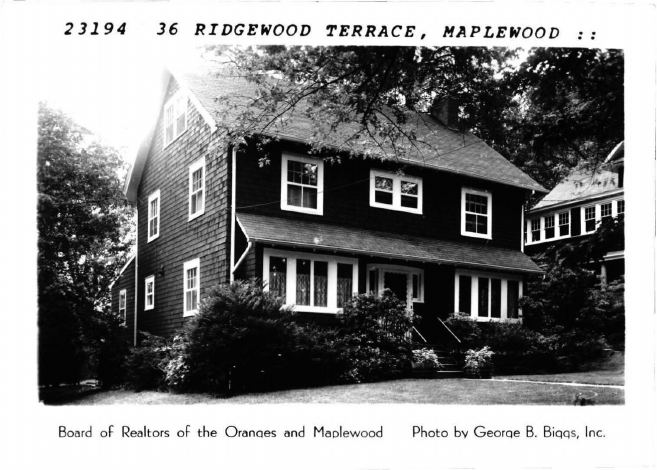 23194 36 RIDGEWOOD TERRACE, MAPLEWOOD ::
Board of Realtors of the Oranges and Maplewood Photo by George B. Biggs, Inc.